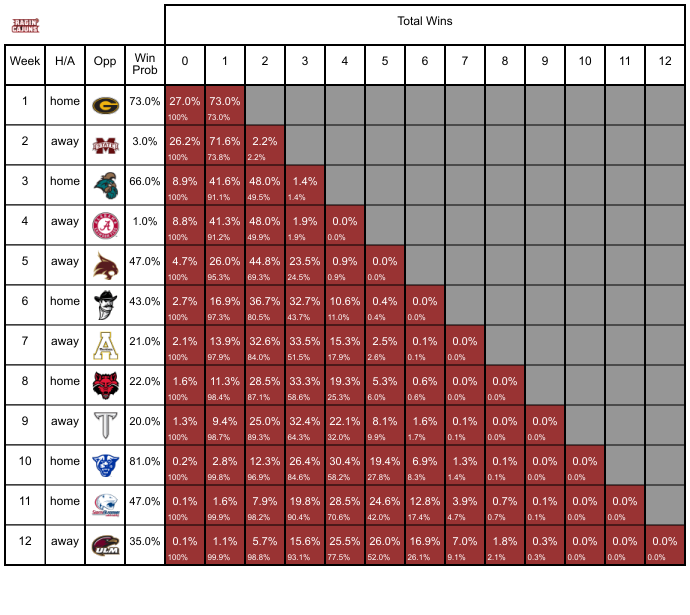 RAGIN CAJUNS
Total Wins
Week H/A Opp Win Prob 0 1 2 3 4 5 6 7 8 9 10 11 12
1 home G 73.0% 27.0% 73.0%
100% 73.0%
2 away M STATE 3.0% 26.2% 71.6% 2.2%
100% 73.8% 2.2%
3 home 66.0% 8.9% 41.6% 48.0% 1.4%
100% 91.1% 49.5% 1.4%
4 away A 1.0% 8.8% 41.3% 48.0% 1.9% 0.0%
100% 91.2% 49.9% 1.9% 0.0%
5 away 47.0% 4.7% 26.0% 44.8% 23.5% 0.9% 0.0%
100% 95.3% 69.3% 24.5% 0.9% 0.0%
6 home 43.0% 2.7% 16.9% 36.7% 32.7% 10.6% 0.4% 0.0%
100% 97.3% 80.5% 43.7% 11.0% 0.4% 0.0%
7 away A 21.0% 2.1% 13.9% 32.6% 33.5% 15.3% 2.5% 0.1% 0.0%
100% 97.9% 84.0% 51.5% 17.9% 2.6% 0.1% 0.0%
8 home 22.0% 1.6% 11.3% 28.5% 33.3% 19.3% 5.3% 0.6% 0.0% 0.0%
100% 98.4% 87.1% 58.6% 25.3% 6.0% 0.6% 0.0% 0.0%
9 away T 20.0% 1.3% 9.4% 25.0% 32.4% 22.1% 8.1% 1.6% 0.1% 0.0% 0.0%
100% 98.7% 89.3% 64.3% 32.0% 9.9% 1.7% 0.1% 0.0% 0.0%
10 home 81.0% 0.2% 2.8% 12.3% 26.4% 30.4% 19.4% 6.9% 1.3% 0.1% 0.0% 0.0%
100% 99.8% 96.9% 84.6% 58.2% 27.8% 8.3% 1.4% 0.1% 0.0% 0.0%
11 home 47.0% 0.1% 1.6% 7.9% 19.8% 28.5% 24.6% 12.8% 3.9% 0.7% 0.1% 0.0% 0.0%
100% 99.9% 98.2% 90.4% 70.6% 42.0% 17.4% 4.7% 0.7% 0.1% 0.0% 0.0%
12 away ULM 35.0% 0.1% 1.1% 5.7% 15.6% 25.5% 26.0% 16.9% 7.0% 1.8% 0.3% 0.0% 0.0% 0.0%
100% 99.9% 98.8% 93.1% 77.5% 52.0% 26.1% 9.1% 2.1% 0.3% 0.0% 0.0% 0.0%